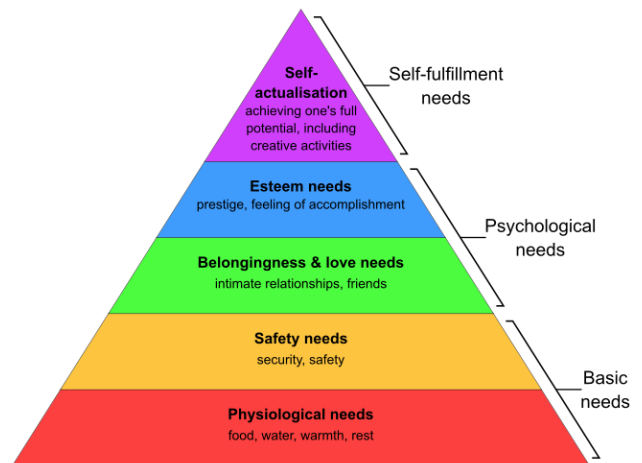 Self-
actualisation
achieving one's full
potential, including
creative activities
Self-fulfillment
needs
Esteem needs
prestige, feeling of accomplishment
Belongingness & love needs
intimate relationships, friends
Psychological
needs
Safety needs
security, safety
Physiological needs
food, water, warmth, rest
Basic
needs